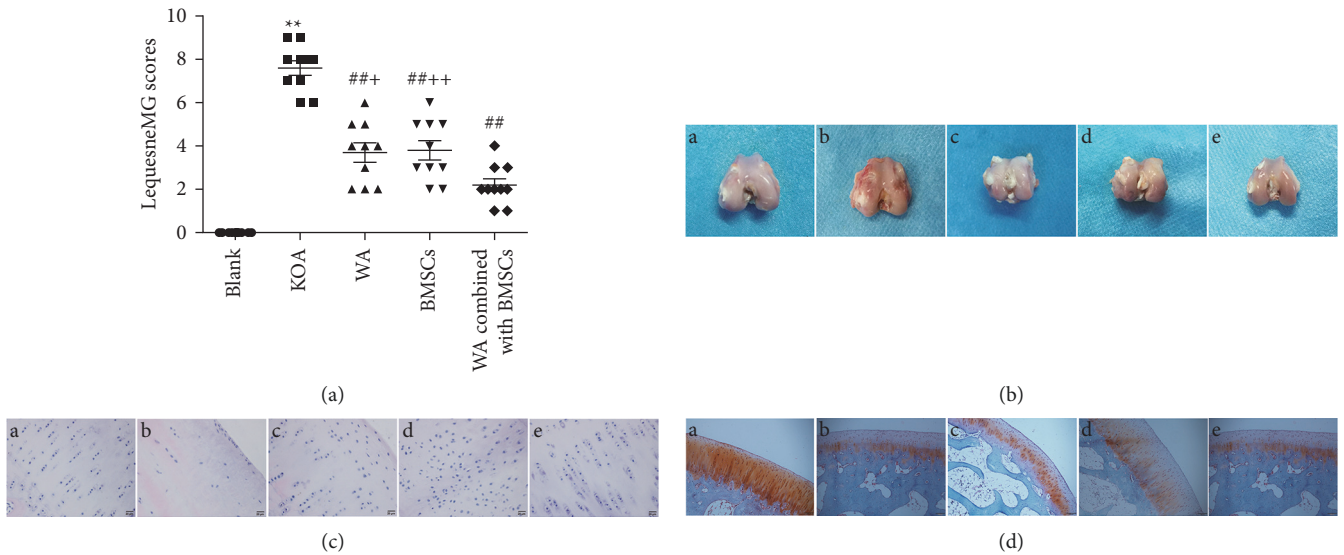 10
8
6
4
2
0
LequesneMG scores
**
##+
##++
##
Blank
KOA
WA
BMSCs
WA combined
with BMSCs
(a)
a
b
c
d
e
(b)
a
b
c
d
e
(c)
a
b
c
d
e
(d)